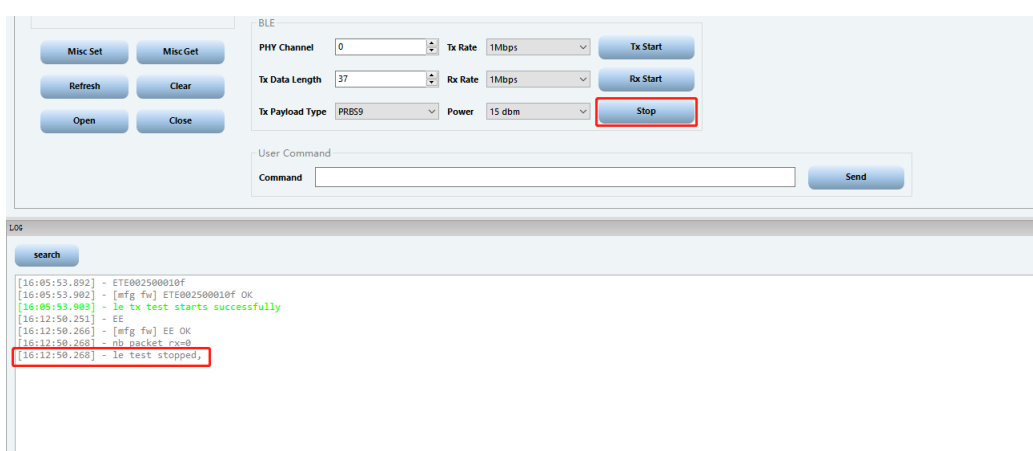 BLE
Misc Set Misc Get PHY Channel 0 Tx Rate 1Mbps Tx Start
Refresh Clear Tx Data Length 37 Rx Rate 1Mbps Rx Start
Open Close Tx Payload Type PRBS9 Power 15 dbm Stop
User Command
Command Send
LOG
search
[16:05:53.892] - ETE002500010f
[16:05:53.902] - [mfg fw] ETE002500010f OK
[16:05:53.903] - le tx test starts successfully
[16:12:50.251] - EE
[16:12:50.266] - [mfg fw] EE OK
[16:12:50.268] - nb packet rx=0
[16:12:50.268] - le test stopped,